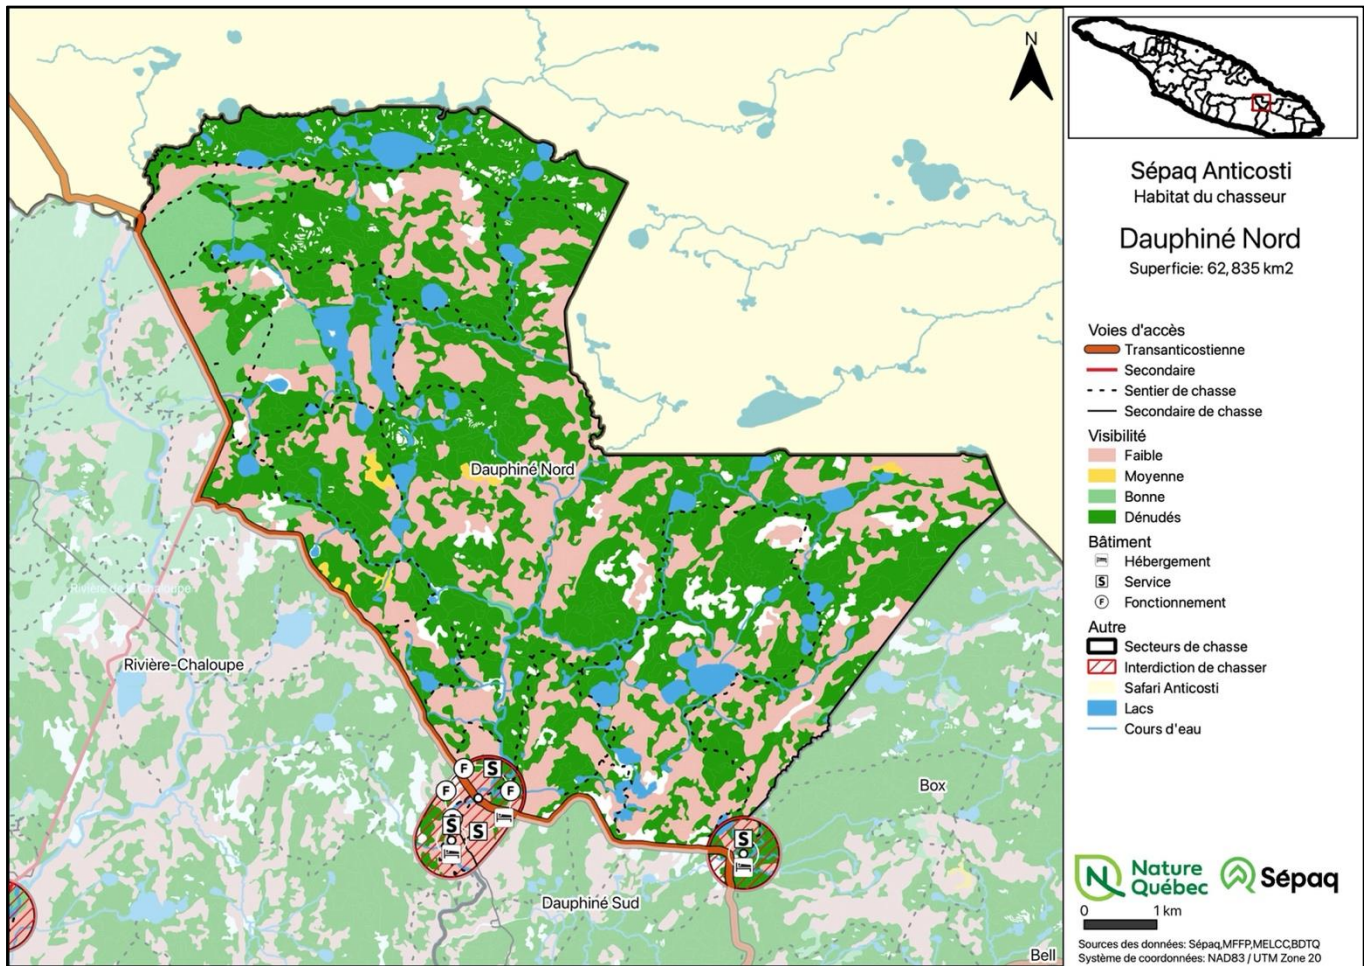 N
Sépaq Anticosti
Habitat du chasseur
Dauphiné Nord
Superficie: 62,835 km2
Voies d'accès
Transanticostienne
Secondaire
Sentier de chasse
Secondaire de chasse
Visibilité
Faible
Moyenne
Bonne
Dénudés
Bâtiment
Hébergement
S Service
F Fonctionnement
Autre
Secteurs de chasse
Interdiction de chasser
Safari Anticosti
Lacs
Cours d'eau
Nature
Québec
Sépaq
0 1 km
Sources des données: Sépaq,MFFP,MELCC,BDTQ
Système de coordonnées: NAD83 / UTM Zone 20
Dauphiné Nord
Rivière-Chaloupe
F S
F F
S S
S
Box
Dauphiné Sud
Bell